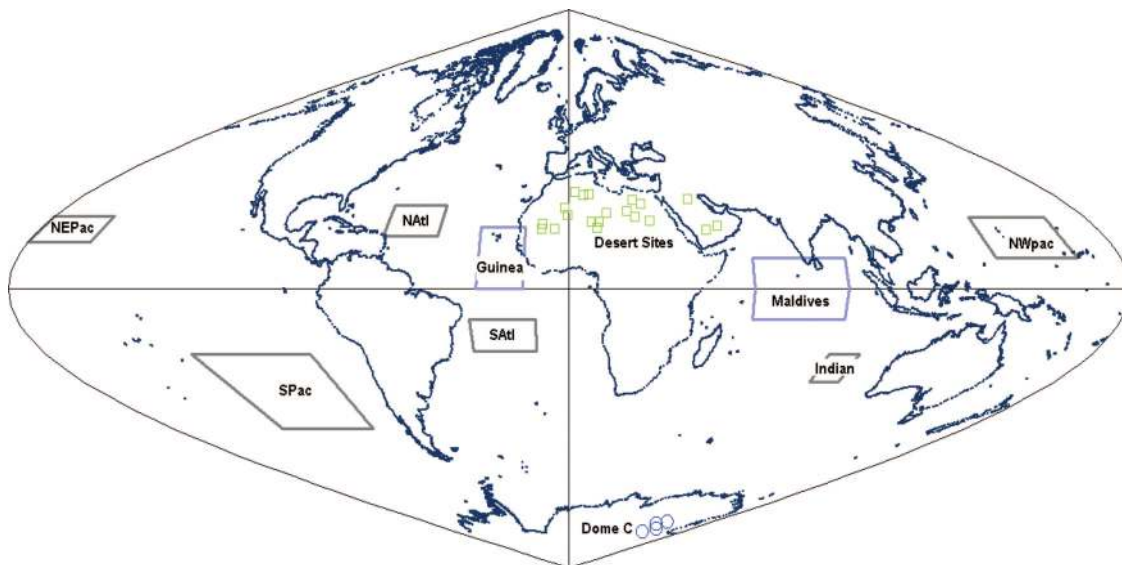 NEPac
NAtl
NWpac
Desert Sites
Guinea
Maldives
SAtl
Indian
SPac
Dome C